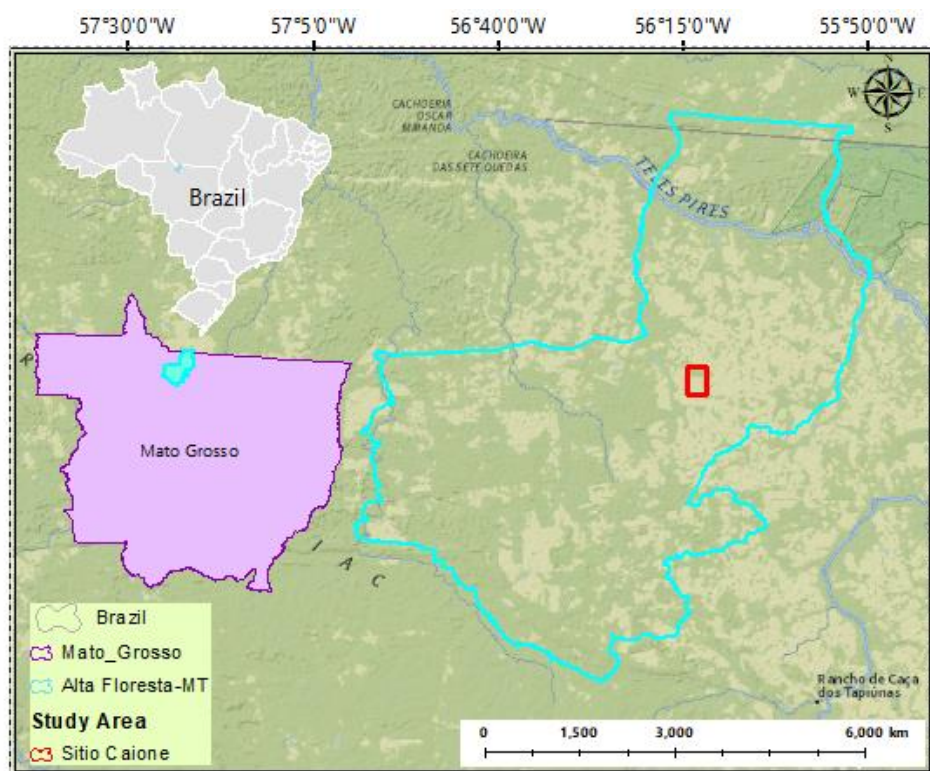 57°30'0"W 57°5'0"W 56°40'0"W 56°15'0"W 55°50'0"W
N
W E
S
CACHOERIA
OSCAR
MIRANDA
CACHOEIRA
DAS SETE QUEDAS
TELES PIRES
Brazil
Mato Grosso
R
I A C
Brazil
Mato_Grosso
Alta Floresta-MT
Study Area
Sitio Caione
Rancho de Caça
dos Tapiúnas
0 1,500 3,000 6,000 km